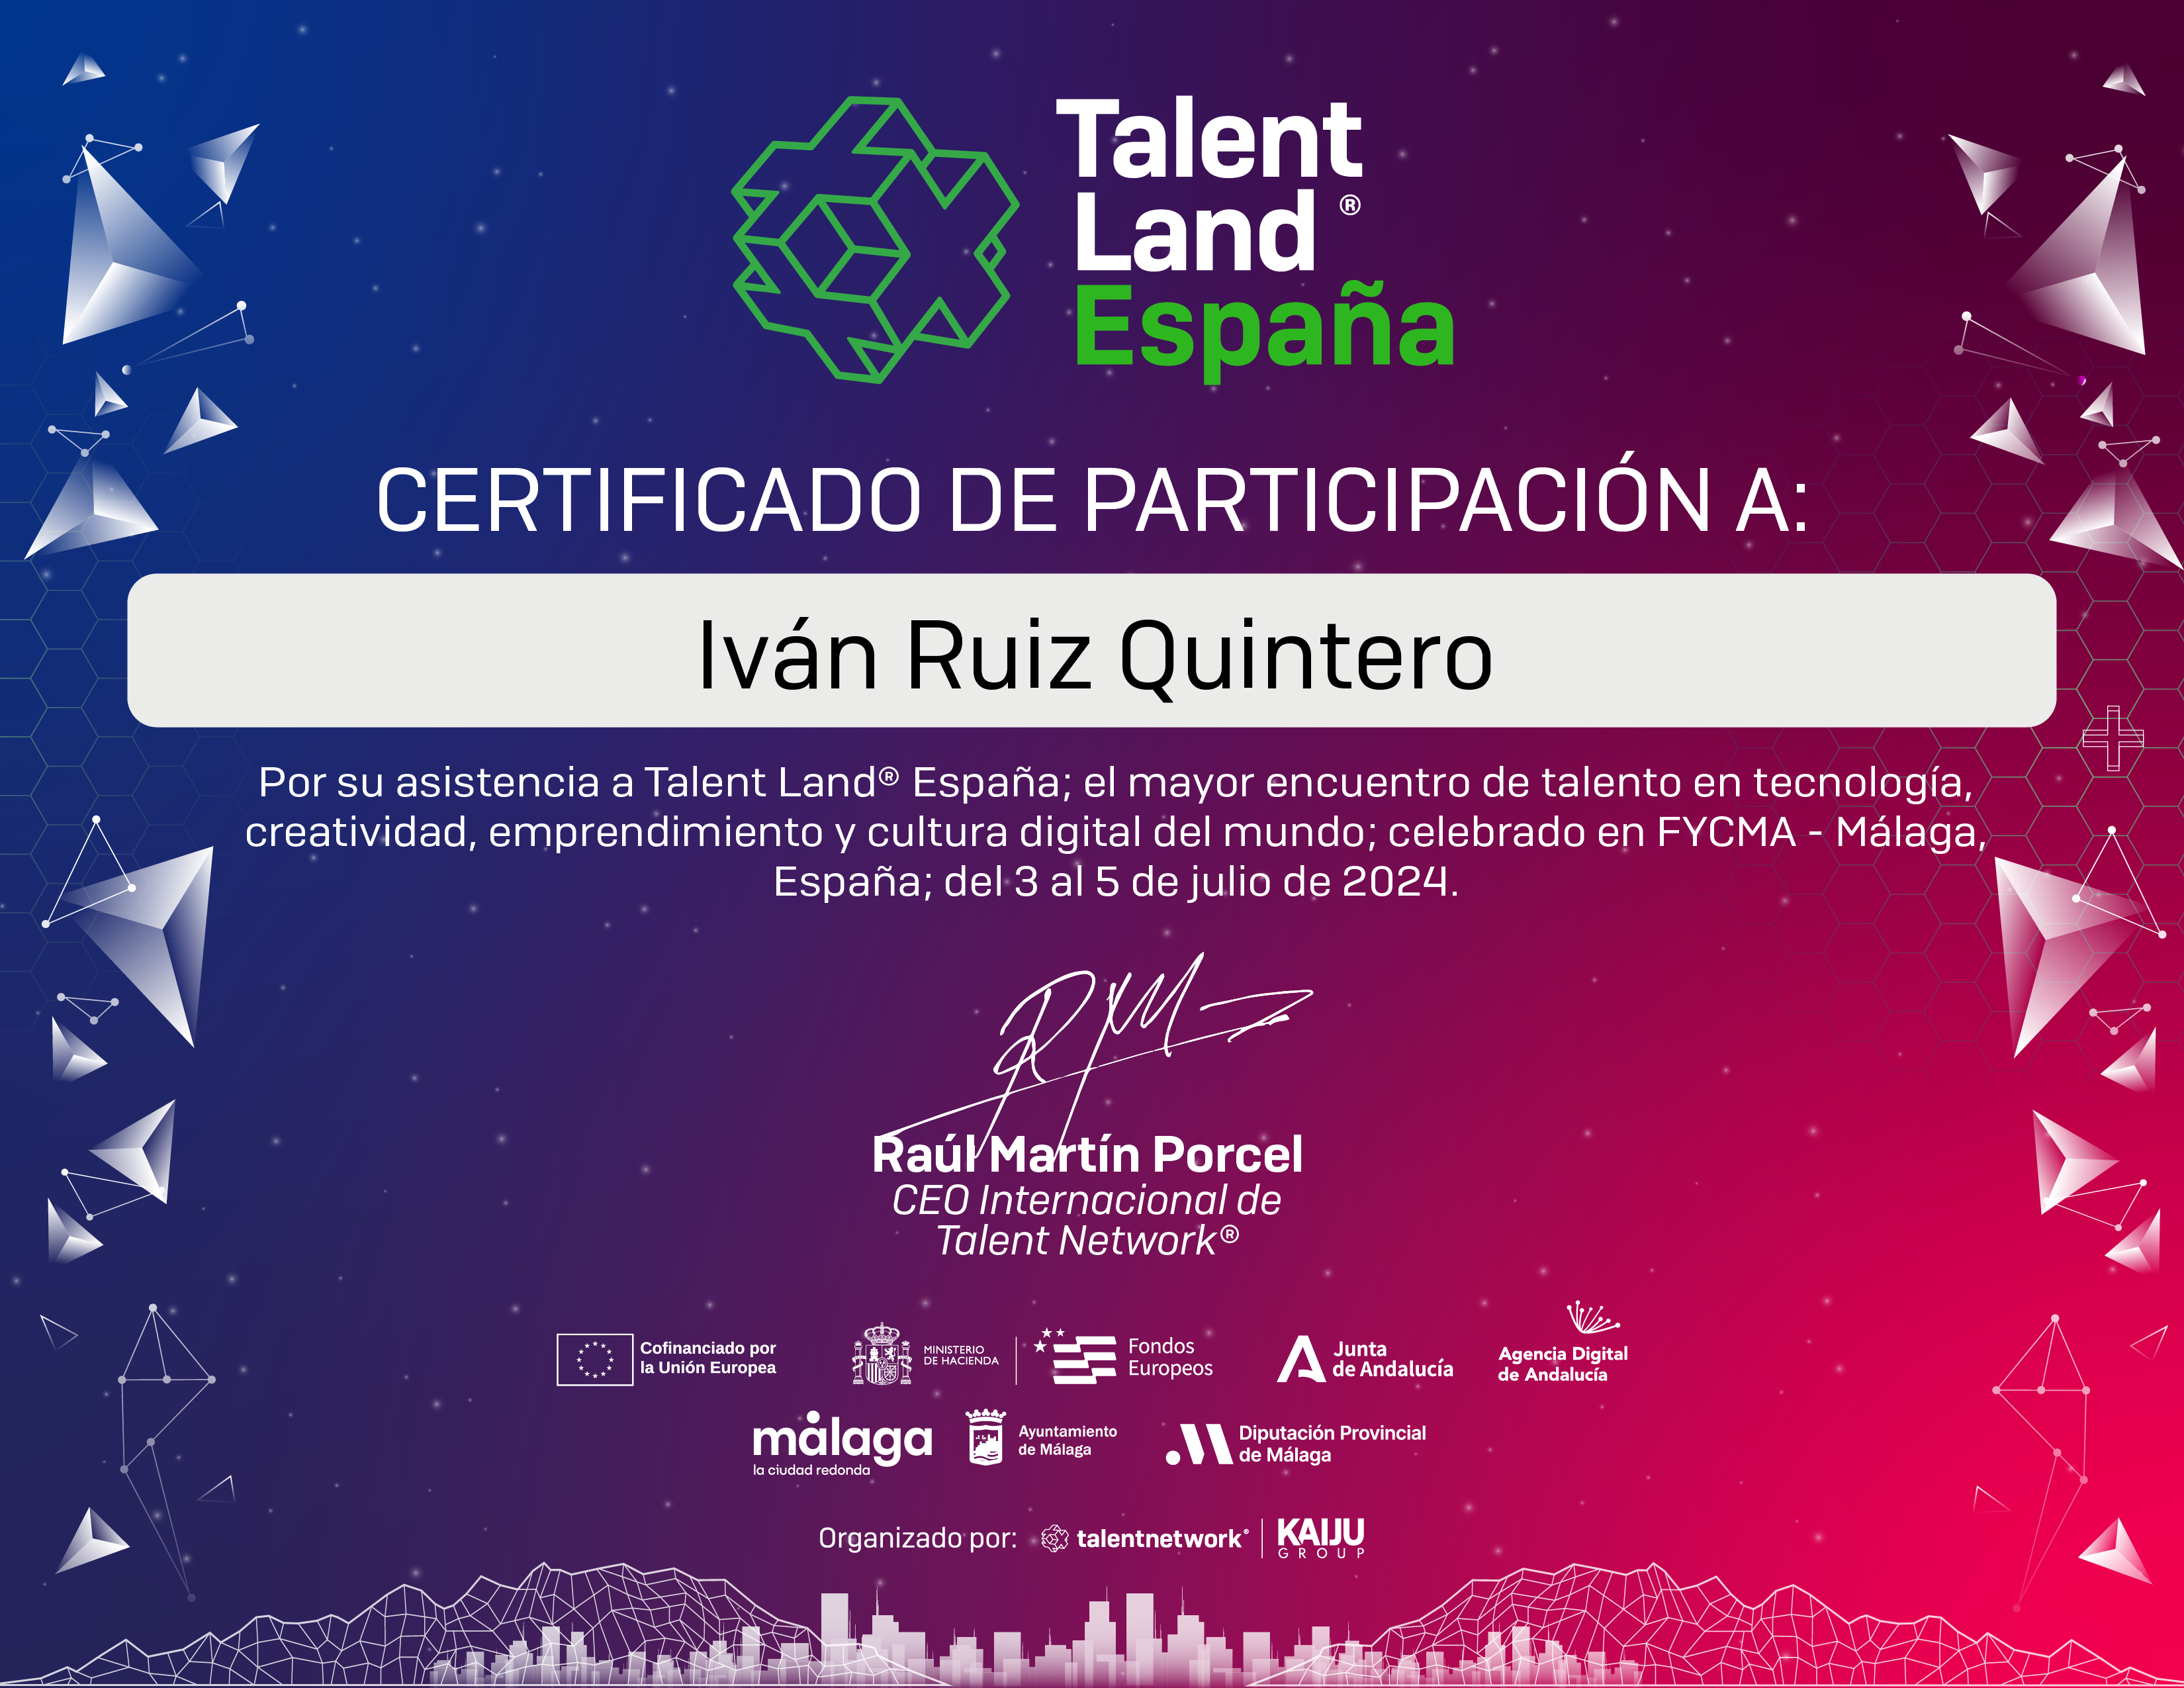 Talent
Land ®
España
CERTIFICADO DE PARTICIPACIÓN A:
Iván Ruiz Quintero
Por su asistencia a Talent Land® España; el mayor encuentro de talento en tecnología,
creatividad, emprendimiento y cultura digital del mundo; celebrado en FYCMA - Málaga,
España; del 3 al 5 de julio de 2024.
Raúl Martín Porcel
CEO Internacional de
Talent Network®
Cofinanciado por
la Unión Europea
MINISTERIO
DE HACIENDA
Fondos
Europeos
Junta
de Andalucía
Agencia Digital
de Andalucía
málaga
la ciudad redonda
Ayuntamiento
de Málaga
Diputación Provincial
de Málaga
Organizado por: talentnetwork® KAIJU
GROUP